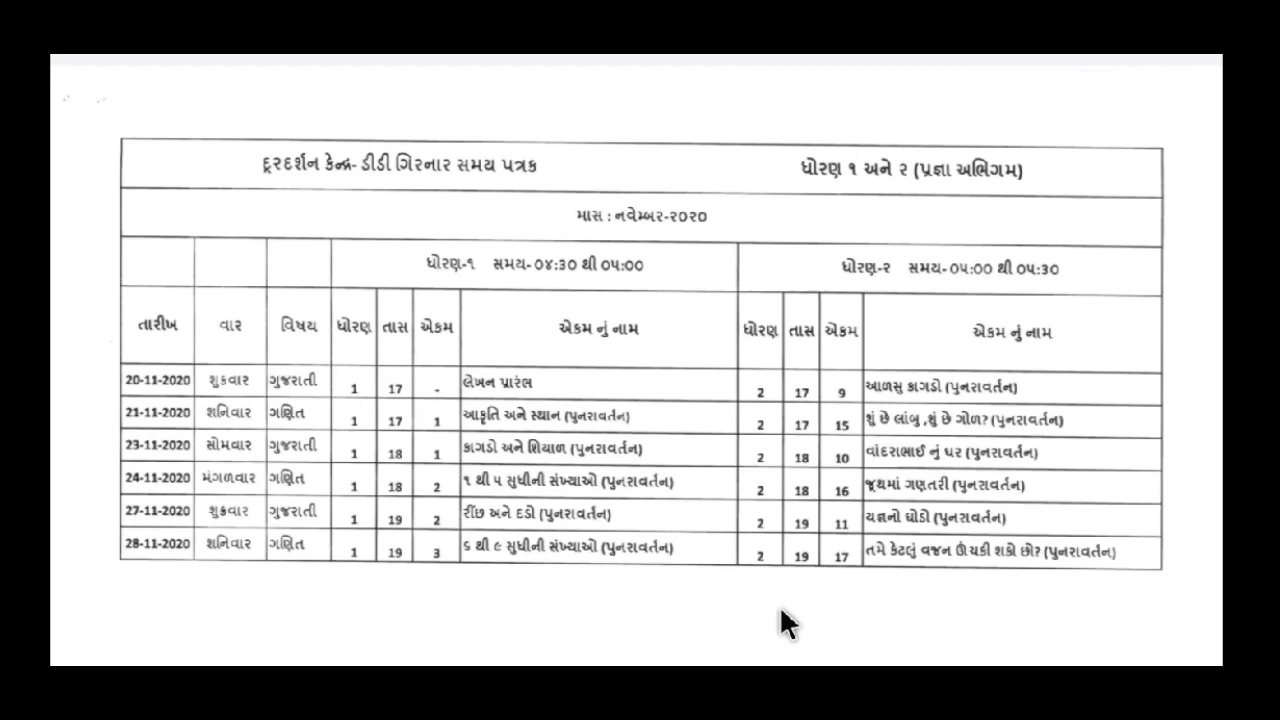 દૂરદર્શન કેન્દ્ર- ડીડી ગિરનાર સમય પત્રક ધોરણ ૧ અને ૨ (પ્રજ્ઞા અભિગમ)
માસ : નવેમ્બર-૨૦૨૦
ધોરણ-૧ સમય- ૦૪:૩૦ થી ૦૫:૦૦ ધોરણ-૨ સમય- ૦૫:૦૦ થી ૦૫:૩૦
તારીખ વાર વિષય ધોરણ તાસ એકમ એકમ નું નામ ધોરણ તાસ એકમ એકમ નું નામ
20-11-2020 શુક્રવાર ગુજરાતી 1 17 - લેખન પ્રારંભ 2 17 9 આળસુ કાગડો (પુનરાવર્તન)
21-11-2020 શનિવાર ગણિત 1 17 1 આકૃતિ અને સ્થાન (પુનરાવર્તન) 2 17 15 શું છે લાંબુ ,શું છે ગોળ? (પુનરાવર્તન)
23-11-2020 સોમવાર ગુજરાતી 1 18 1 કાગડો અને શિયાળ (પુનરાવર્તન) 2 18 10 વાંદરાભાઈ નું ઘર (પુનરાવર્તન)
24-11-2020 મંગળવાર ગણિત 1 18 2 ૧ થી ૫ સુધીની સંખ્યાઓ (પુનરાવર્તન) 2 18 16 જૂથમાં ગણતરી (પુનરાવર્તન)
27-11-2020 શુક્રવાર ગુજરાતી 1 19 2 રીંછ અને દડો (પુનરાવર્તન) 2 19 11 યજ્ઞનો ઘોડો (પુનરાવર્તન)
28-11-2020 શનિવાર ગણિત 1 19 3 ૬ થી ૯ સુધીની સંખ્યાઓ (પુનરાવર્તન) 2 19 17 તમે કેટલું વજન ઊંચકી શકો છો? (પુનરાવર્તન)